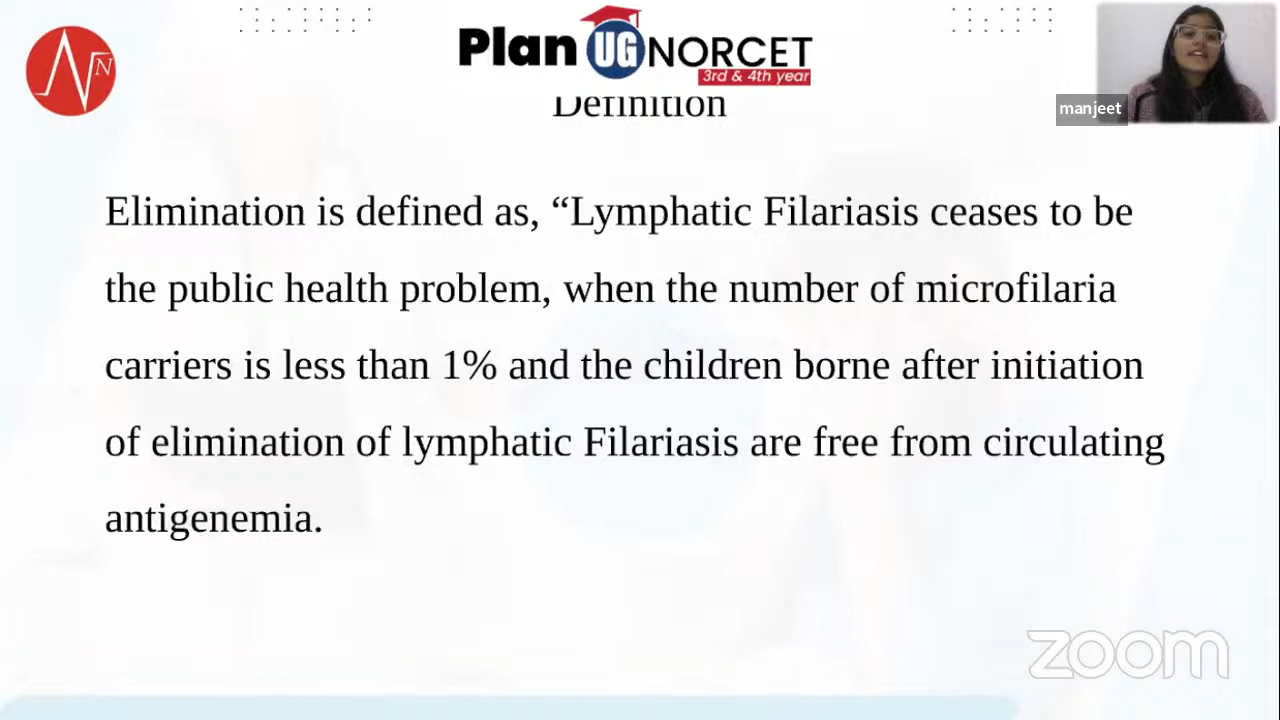 N
Plan UG NORCET
3rd & 4th year
manjeet
Definition
Elimination is defined as, “Lymphatic Filariasis ceases to be
the public health problem, when the number of microfilaria
carriers is less than 1% and the children borne after initiation
of elimination of lymphatic Filariasis are free from circulating
antigenemia.
zoom